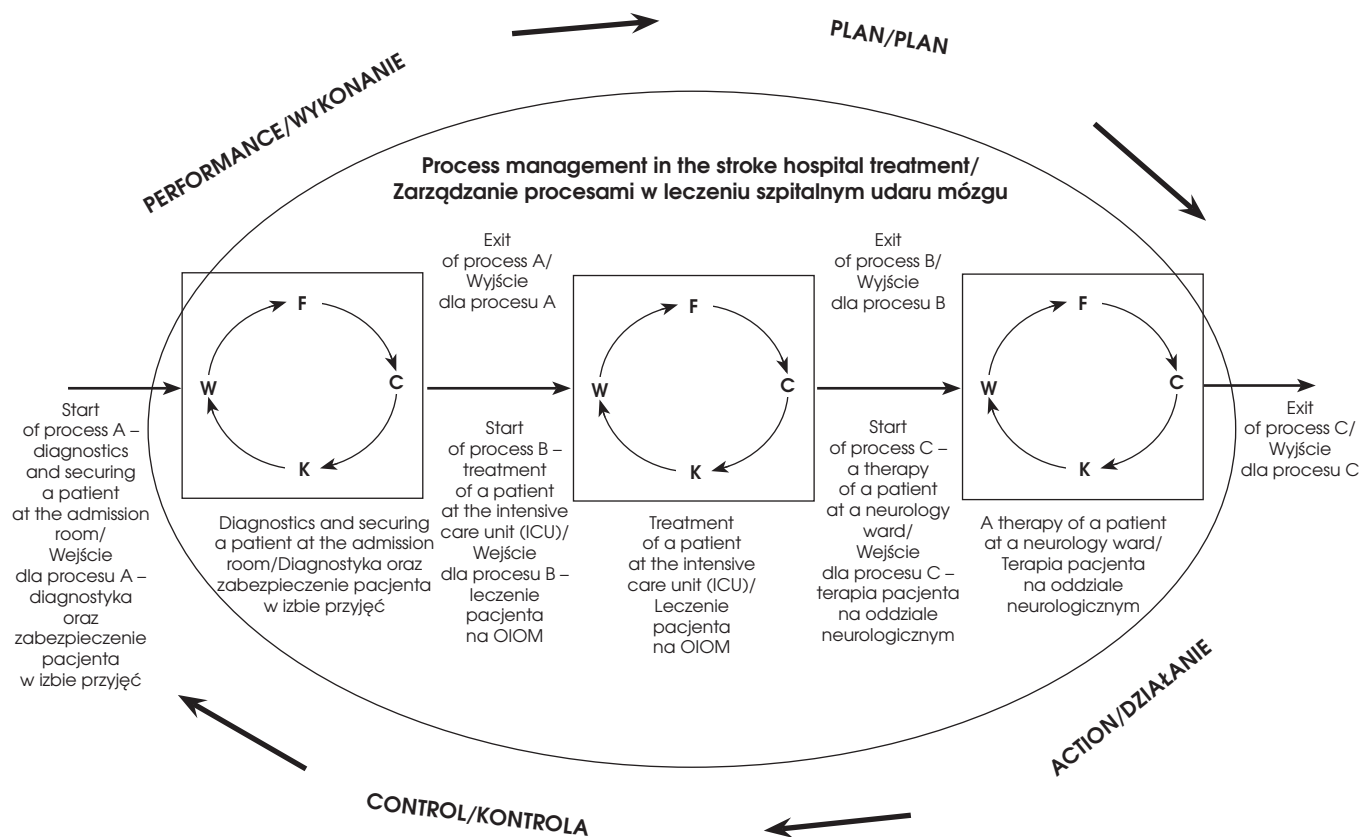 PERFORMANCE/WYKONANIE
PLAN/PLAN
Process management in the stroke hospital treatment/
Zarządzanie procesami w leczeniu szpitalnym udaru mózgu
Exit
of process A/
Wyjście
dla procesu A
Exit
of process B/
Wyjście
dla procesu B
F
C
K
W
F
C
K
W
F
C
K
W
Start
of process A –
diagnostics
and securing
a patient
at the admission
room/
Wejście
dla procesu A –
diagnostyka
oraz
zabezpieczenie
pacjenta
w izbie przyjęć
Diagnostics and securing
a patient at the admission
room/Diagnostyka oraz
zabezpieczenie pacjenta
w izbie przyjęć
Start
of process B –
treatment
of a patient
at the intensive
care unit (ICU)/
Wejście
dla procesu B –
leczenie
pacjenta
na OIOM
Treatment
of a patient
at the intensive
care unit (ICU)/
Leczenie
pacjenta
na OIOM
Start
of process C –
a therapy
of a patient
at a neurology
ward/
Wejście
dla procesu C –
terapia pacjenta
na oddziale
neurologicznym
A therapy of a patient
at a neurology ward/
Terapia pacjenta
na oddziale
neurologicznym
Exit
of process C/
Wyjście
dla procesu C
ACTION/DZIAŁANIE
CONTROL/KONTROLA